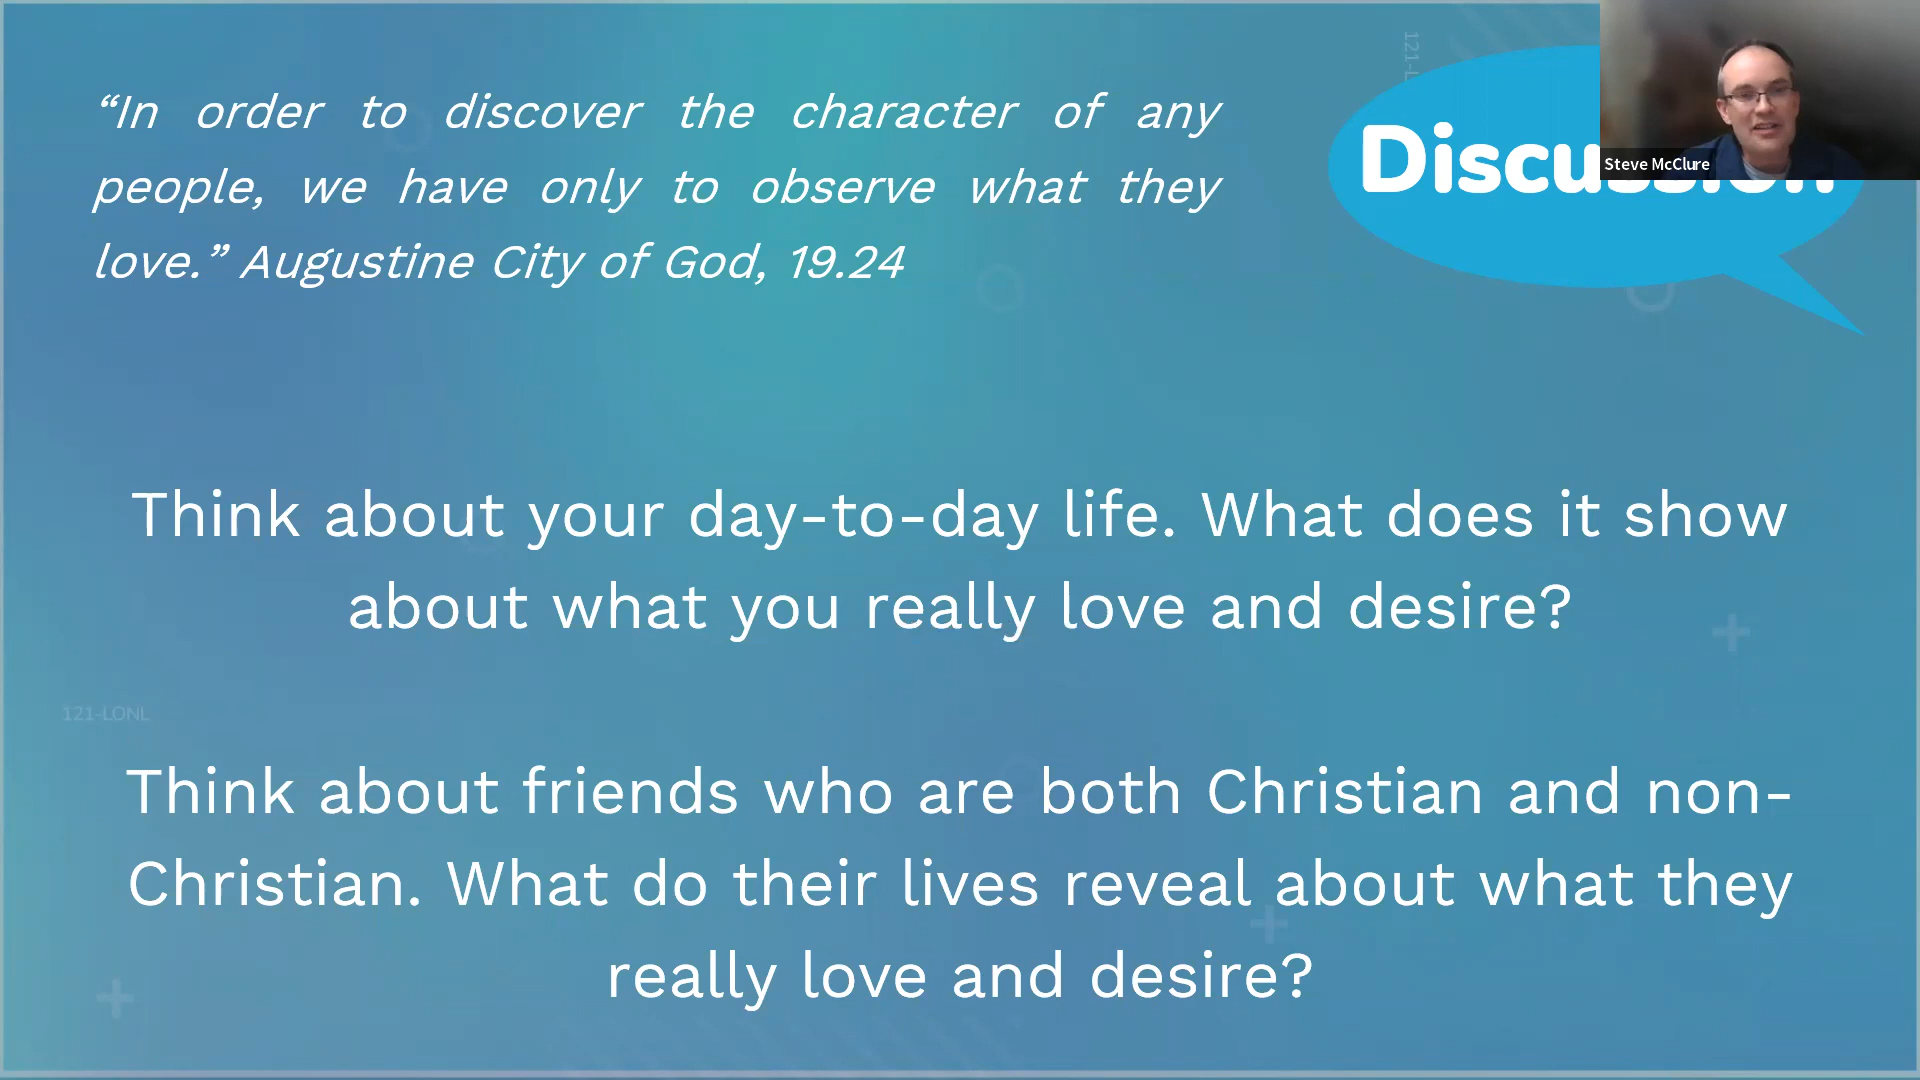 “In order to discover the character of any
people, we have only to observe what they
love.” Augustine City of God, 19.24
Discussion
Steve McClure
121-L
Think about your day-to-day life. What does it show
about what you really love and desire?
121-LONL
Think about friends who are both Christian and non-
Christian. What do their lives reveal about what they
really love and desire?